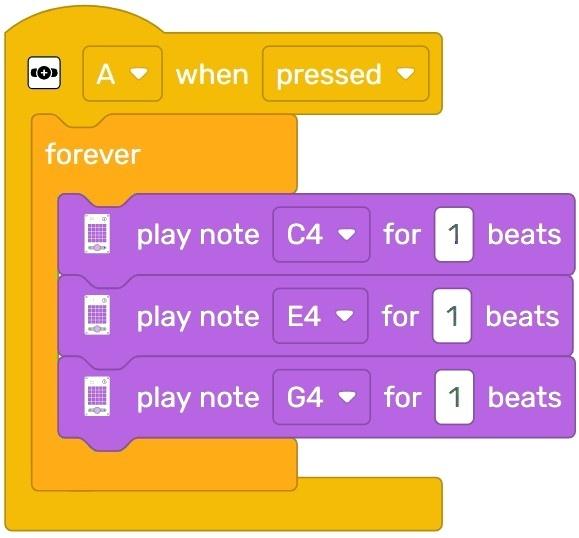 A when pressed
forever
play note C4 for 1 beats
play note E4 for 1 beats
play note G4 for 1 beats